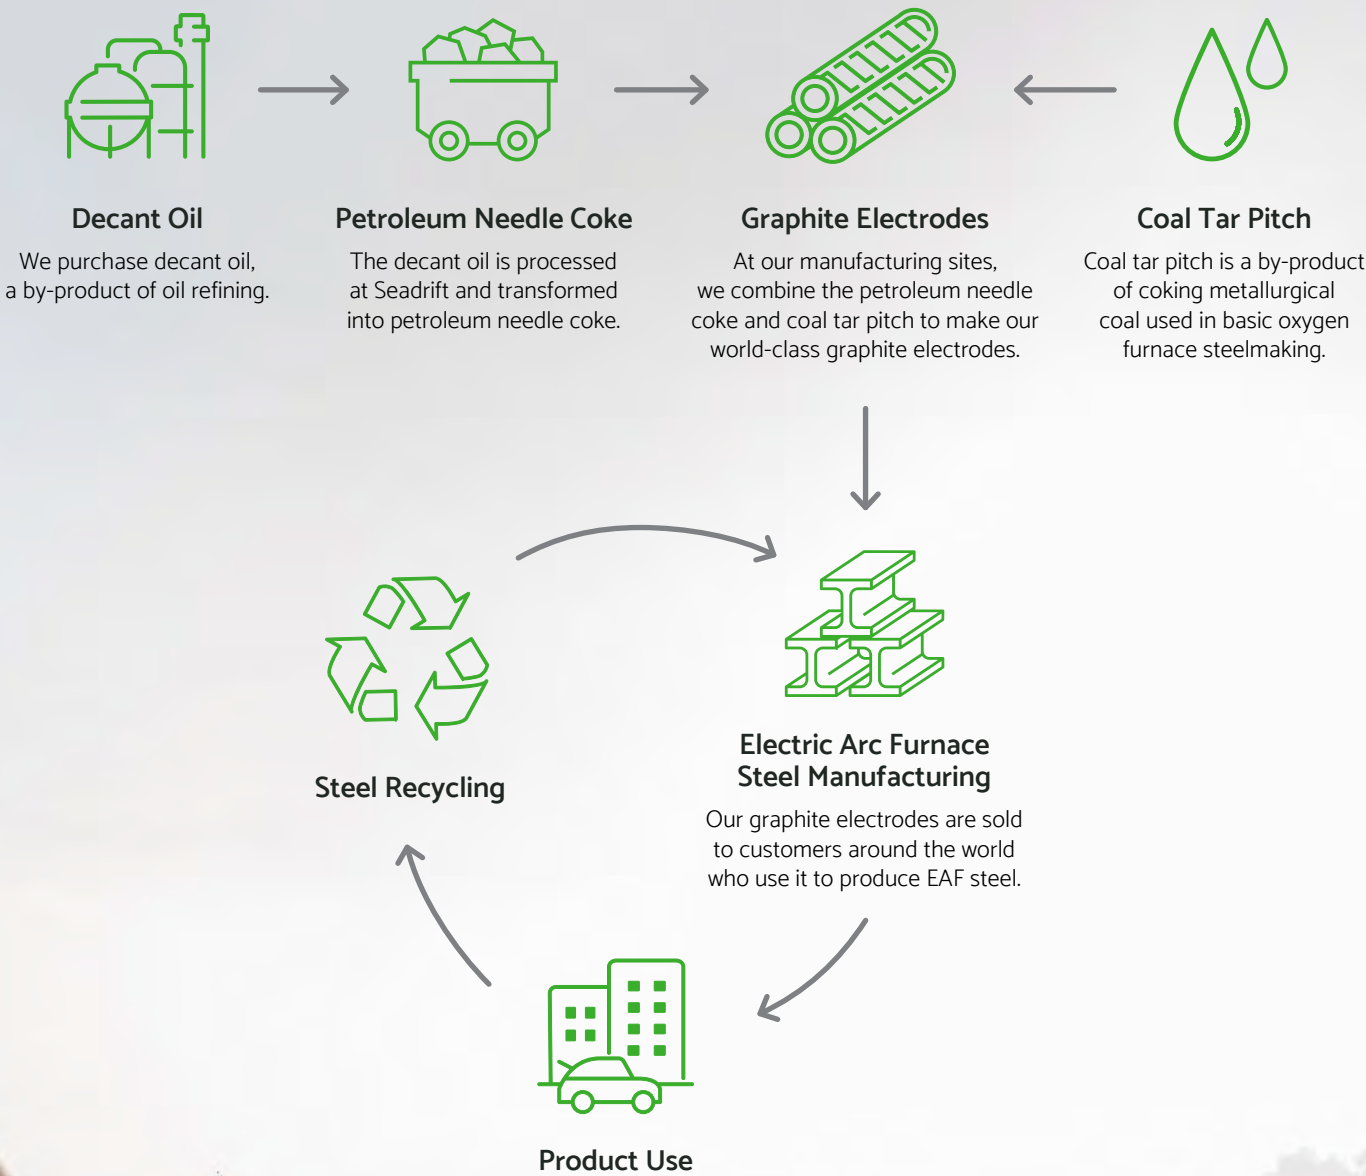 Decant Oil
We purchase decant oil,
a by-product of oil refining.
Petroleum Needle Coke
The decant oil is processed
at Seadrift and transformed
into petroleum needle coke.
Graphite Electrodes
At our manufacturing sites,
we combine the petroleum needle
coke and coal tar pitch to make our
world-class graphite electrodes.
Coal Tar Pitch
Coal tar pitch is a by-product
of coking metallurgical
coal used in basic oxygen
furnace steelmaking.
Electric Arc Furnace
Steel Manufacturing
Our graphite electrodes are sold
to customers around the world
who use it to produce EAF steel.
Steel Recycling
Product Use